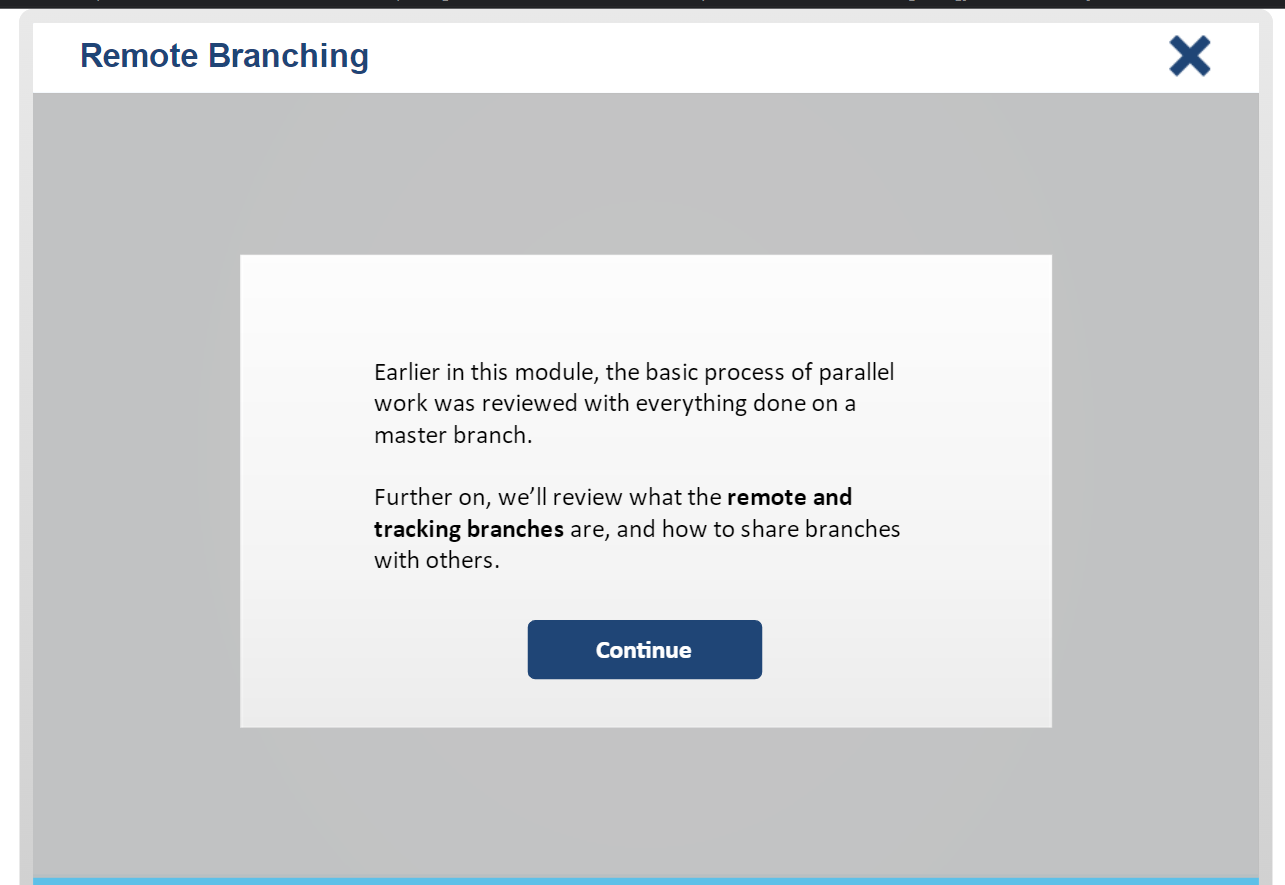 Remote Branching
Earlier in this module, the basic process of parallel
work was reviewed with everything done on a
master branch.
Further on, we’ll review what the remote and
tracking branches are, and how to share branches
with others.
Continue